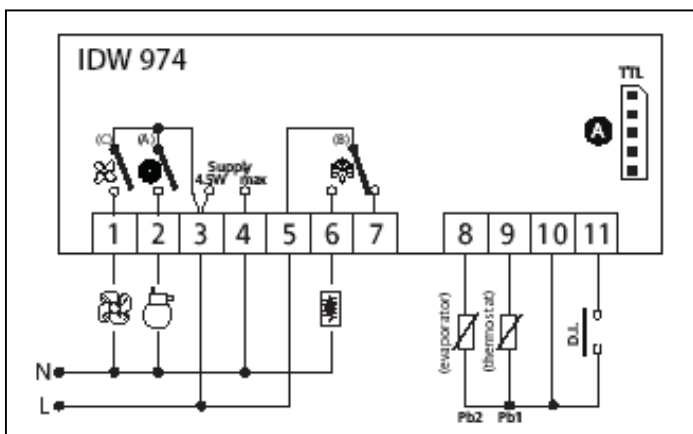 IDW 974
TTL
(C) (A) (B)
Supply
4.5W max
A
1 2 3 4 5 6 7 8 9 10 11
(evaporator)
(thermostat)
D.I.
N
L
Pb2 Pb1